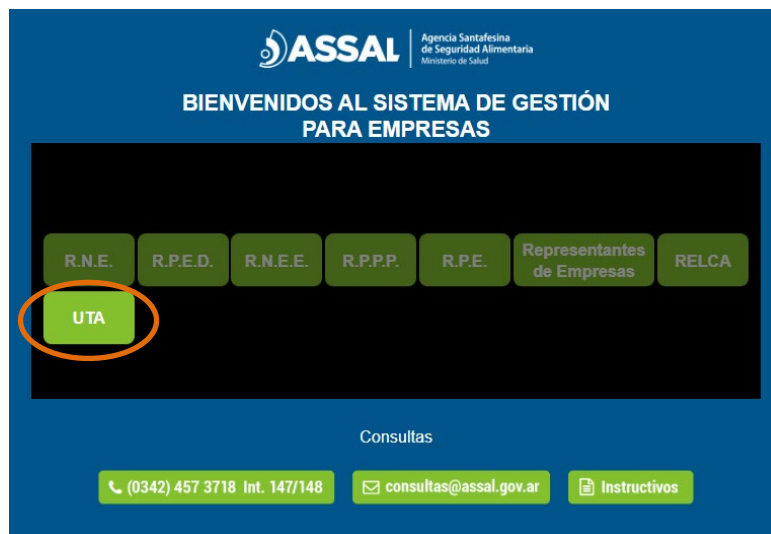 ASSAL
Agencia Santafesina
de Seguridad Alimentaria
Ministerio de Salud
BIENVENIDOS AL SISTEMA DE GESTIÓN
PARA EMPRESAS
R.N.E. R.P.E.D. R.N.E.E. R.P.P.P. R.P.E. Representantes de Empresas RELCA
UTA
Consultas
(0342) 457 3718 Int. 147/148 consultas@assal.gov.ar Instructivos